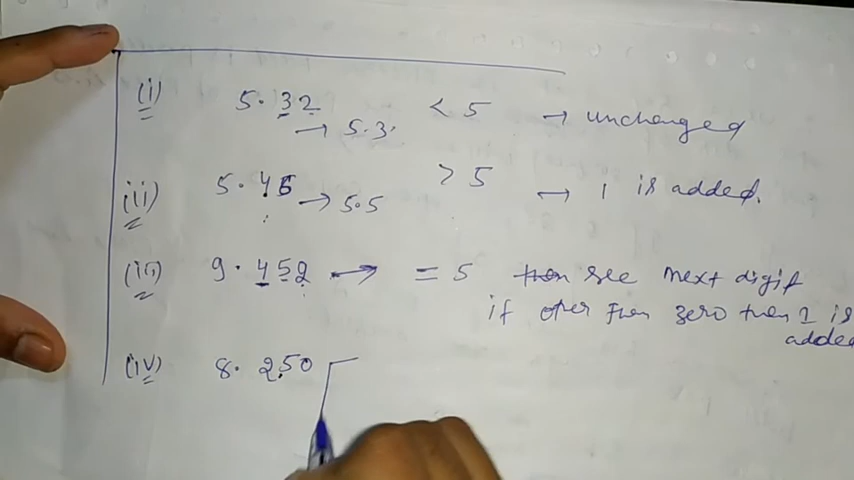 (i) 5.32 < 5 → unchanged
→ 5.3.
(ii) 5.46 > 5 → 1 is added.
→ 5.5
(iii) 9.452 → = 5 see next digit
if other than zero then 1 is
added
(iv) 8.250